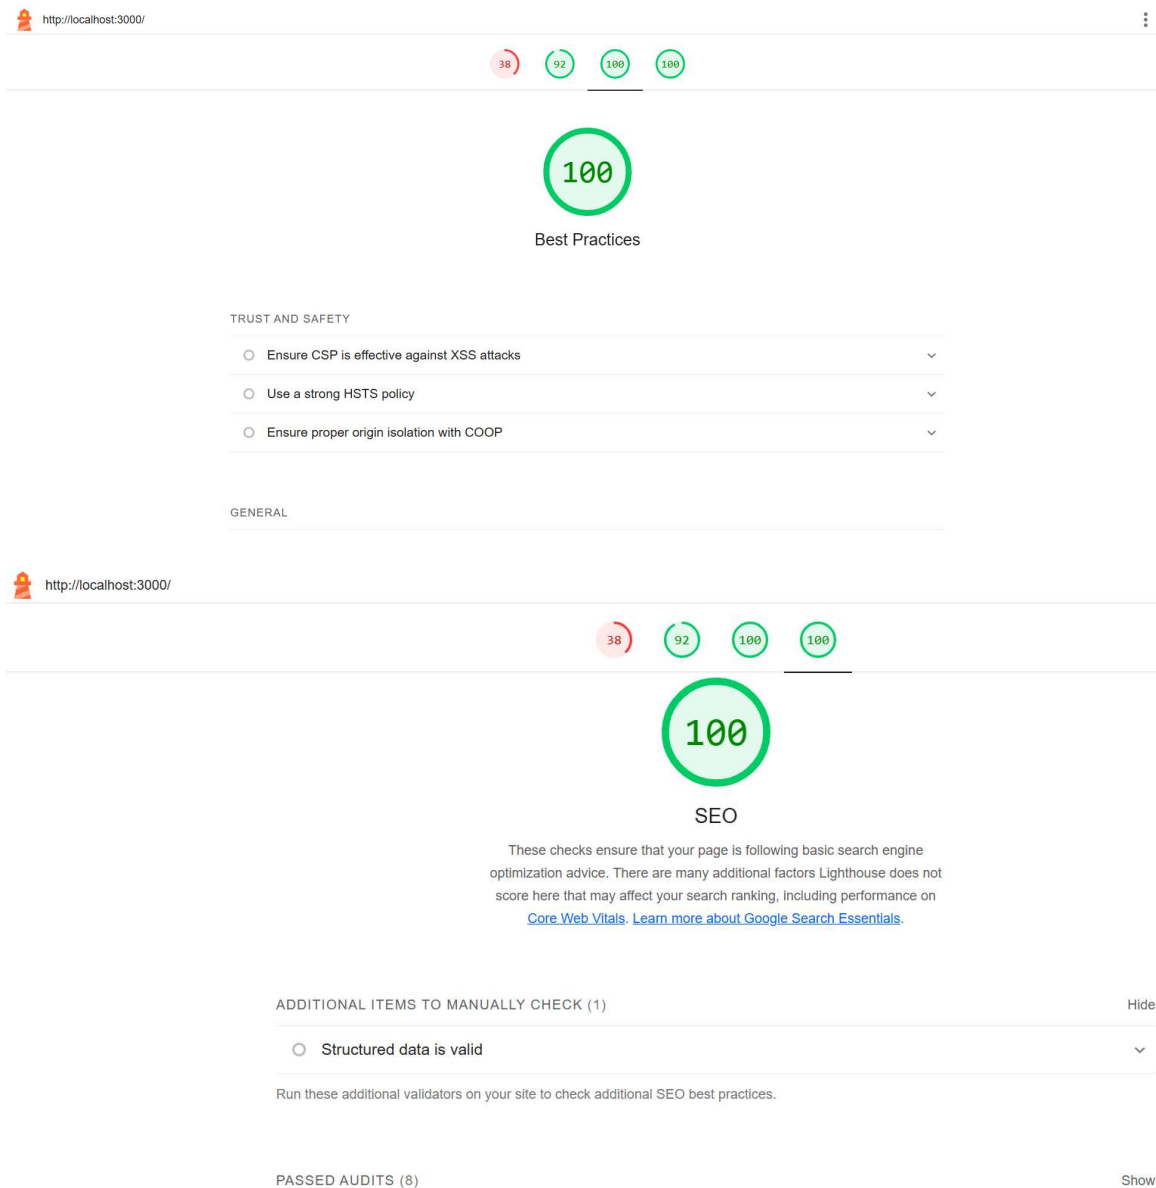 http://localhost:3000/
38 92 100 100
100
Best Practices
TRUST AND SAFETY
Ensure CSP is effective against XSS attacks
Use a strong HSTS policy
Ensure proper origin isolation with COOP
GENERAL
http://localhost:3000/
38 92 100 100
100
SEO
These checks ensure that your page is following basic search engine
optimization advice. There are many additional factors Lighthouse does not
score here that may affect your search ranking, including performance on
Core Web Vitals. Learn more about Google Search Essentials.
ADDITIONAL ITEMS TO MANUALLY CHECK (1) Hide
Structured data is valid
Run these additional validators on your site to check additional SEO best practices.
PASSED AUDITS (8) Show